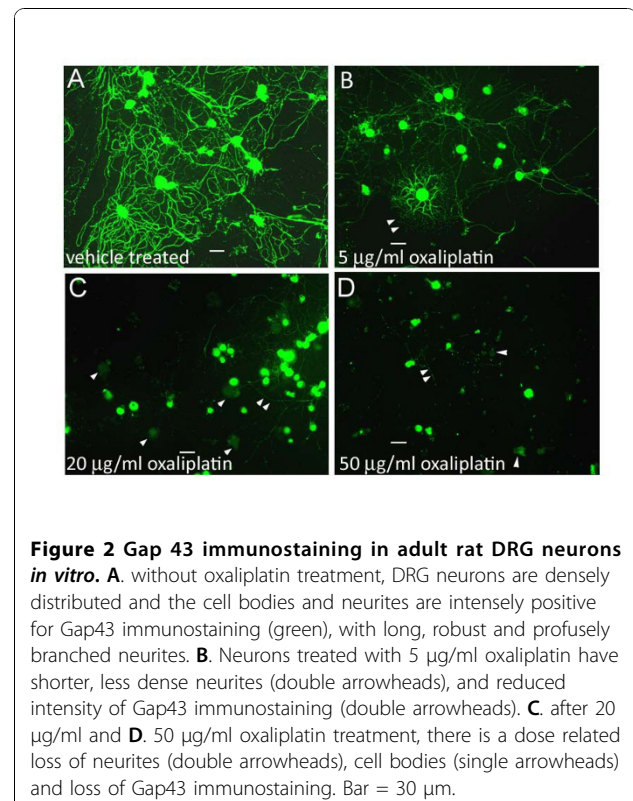 A
vehicle treated
B
5 µg/ml oxaliplatin
C
20 µg/ml oxaliplatin
D
50 µg/ml oxaliplatin
Figure 2 Gap 43 immunostaining in adult rat DRG neurons
in vitro. A. without oxaliplatin treatment, DRG neurons are densely
distributed and the cell bodies and neurites are intensely positive
for Gap43 immunostaining (green), with long, robust and profusely
branched neurites. B. Neurons treated with 5 µg/ml oxaliplatin have
shorter, less dense neurites (double arrowheads), and reduced
intensity of Gap43 immunostaining (double arrowheads). C. after 20
µg/ml and D. 50 µg/ml oxaliplatin treatment, there is a dose related
loss of neurites (double arrowheads), cell bodies (single arrowheads)
and loss of Gap43 immunostaining. Bar = 30 µm.